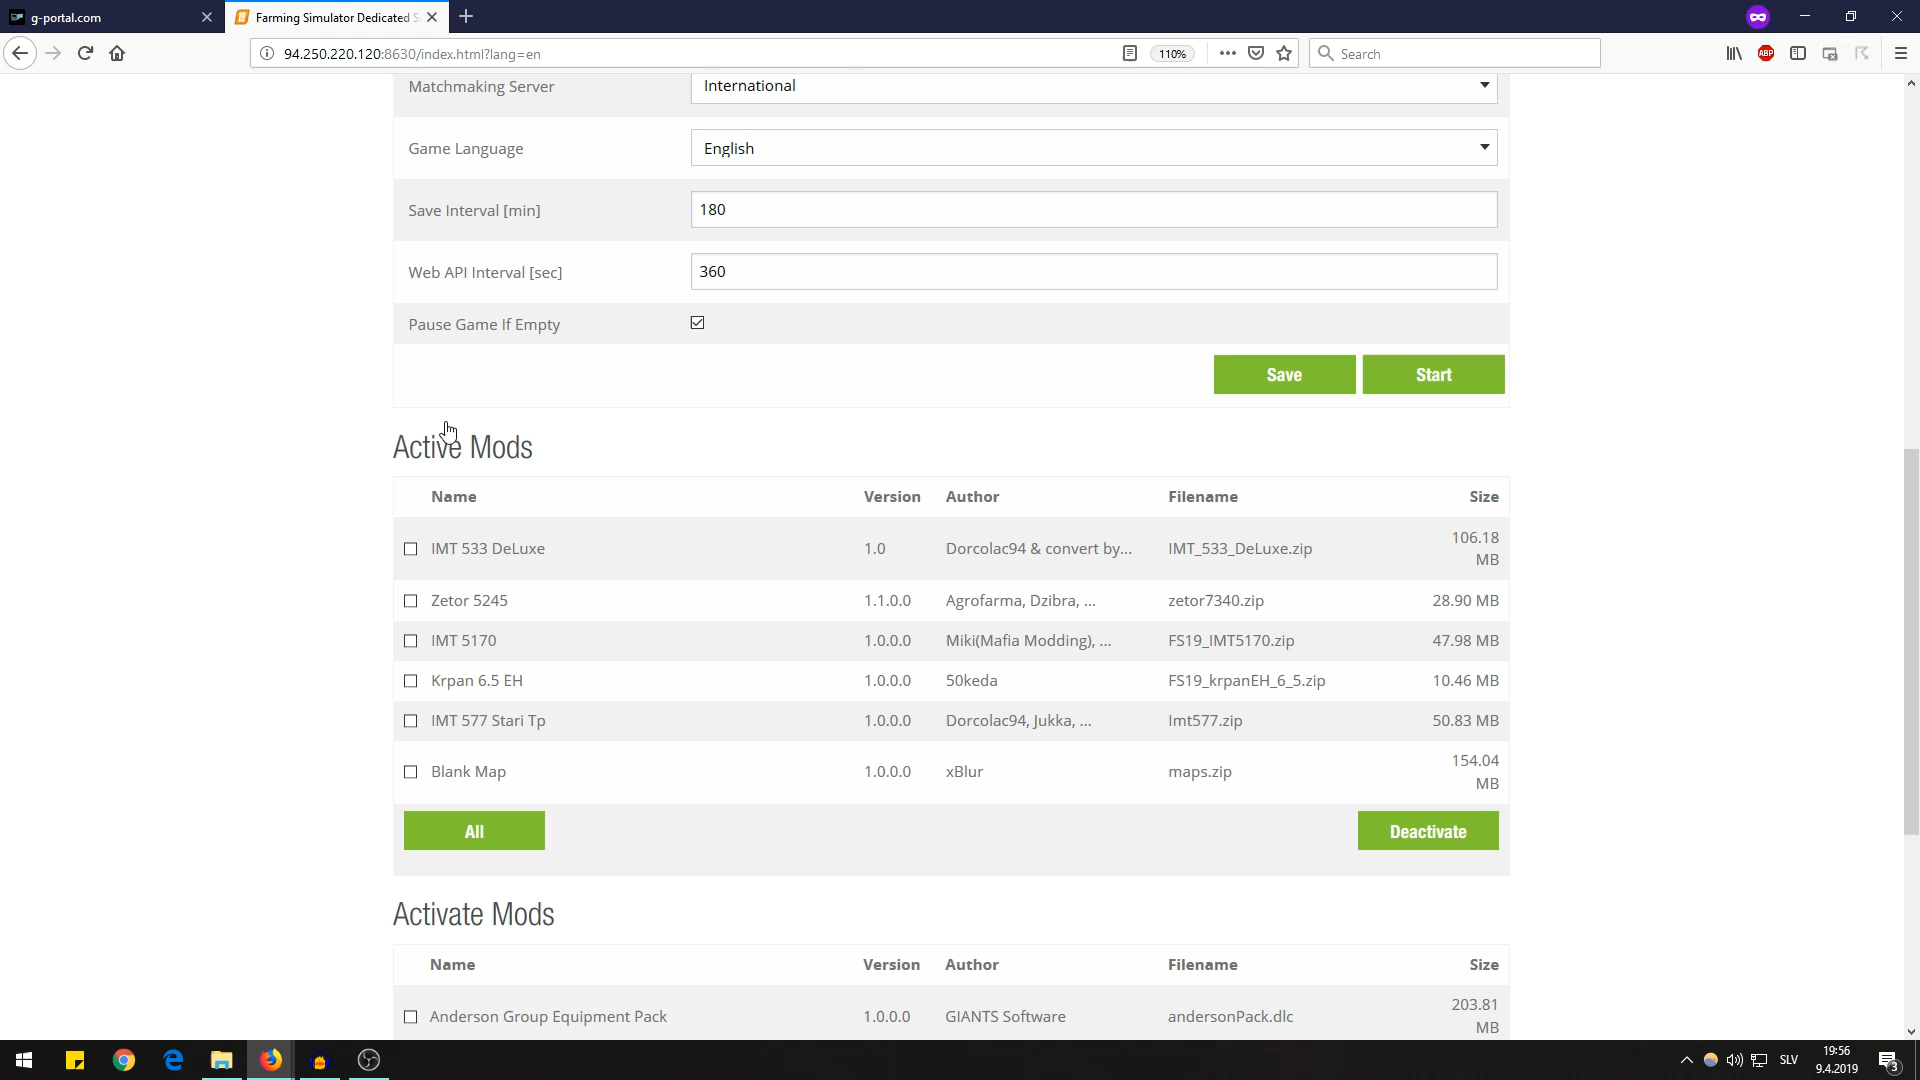 g-portal.com
Farming Simulator Dedicated S
94.250.220.120:8630/index.html?lang=en
110%
Search
ABP
Matchmaking Server
International
Game Language
English
Save Interval [min]
180
Web API Interval [sec]
360
Pause Game If Empty
Save
Start
Active Mods
Name Version Author Filename Size
IMT 533 DeLuxe 1.0 Dorcolac94 & convert by... IMT_533_DeLuxe.zip 106.18 MB
Zetor 5245 1.1.0.0 Agrofarma, Dzibra, ... zetor7340.zip 28.90 MB
IMT 5170 1.0.0.0 Miki(Mafia Modding), ... FS19_IMT5170.zip 47.98 MB
Krpan 6.5 EH 1.0.0.0 50keda FS19_krpanEH_6_5.zip 10.46 MB
IMT 577 Stari Tp 1.0.0.0 Dorcolac94, Jukka, ... Imt577.zip 50.83 MB
Blank Map 1.0.0.0 xBlur maps.zip 154.04 MB
All
Deactivate
Activate Mods
Name Version Author Filename Size
Anderson Group Equipment Pack 1.0.0.0 GIANTS Software andersonPack.dlc 203.81 MB
SLV
19:56
9.4.2019
3